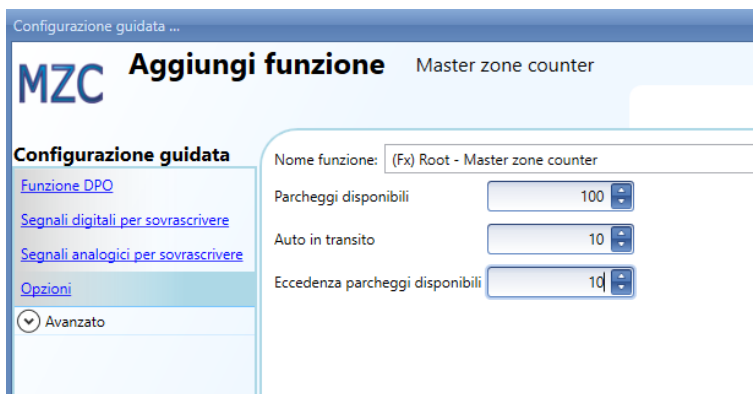 Configurazione guidata ...
MZC Aggiungi funzione Master zone counter
Configurazione guidata
Funzione DPO
Segnali digitali per sovrascrivere
Segnali analogici per sovrascrivere
Opzioni
Avanzato
Nome funzione: (Fx) Root - Master zone counter
Parcheggi disponibili 100
Auto in transito 10
Eccedenza parcheggi disponibili 10